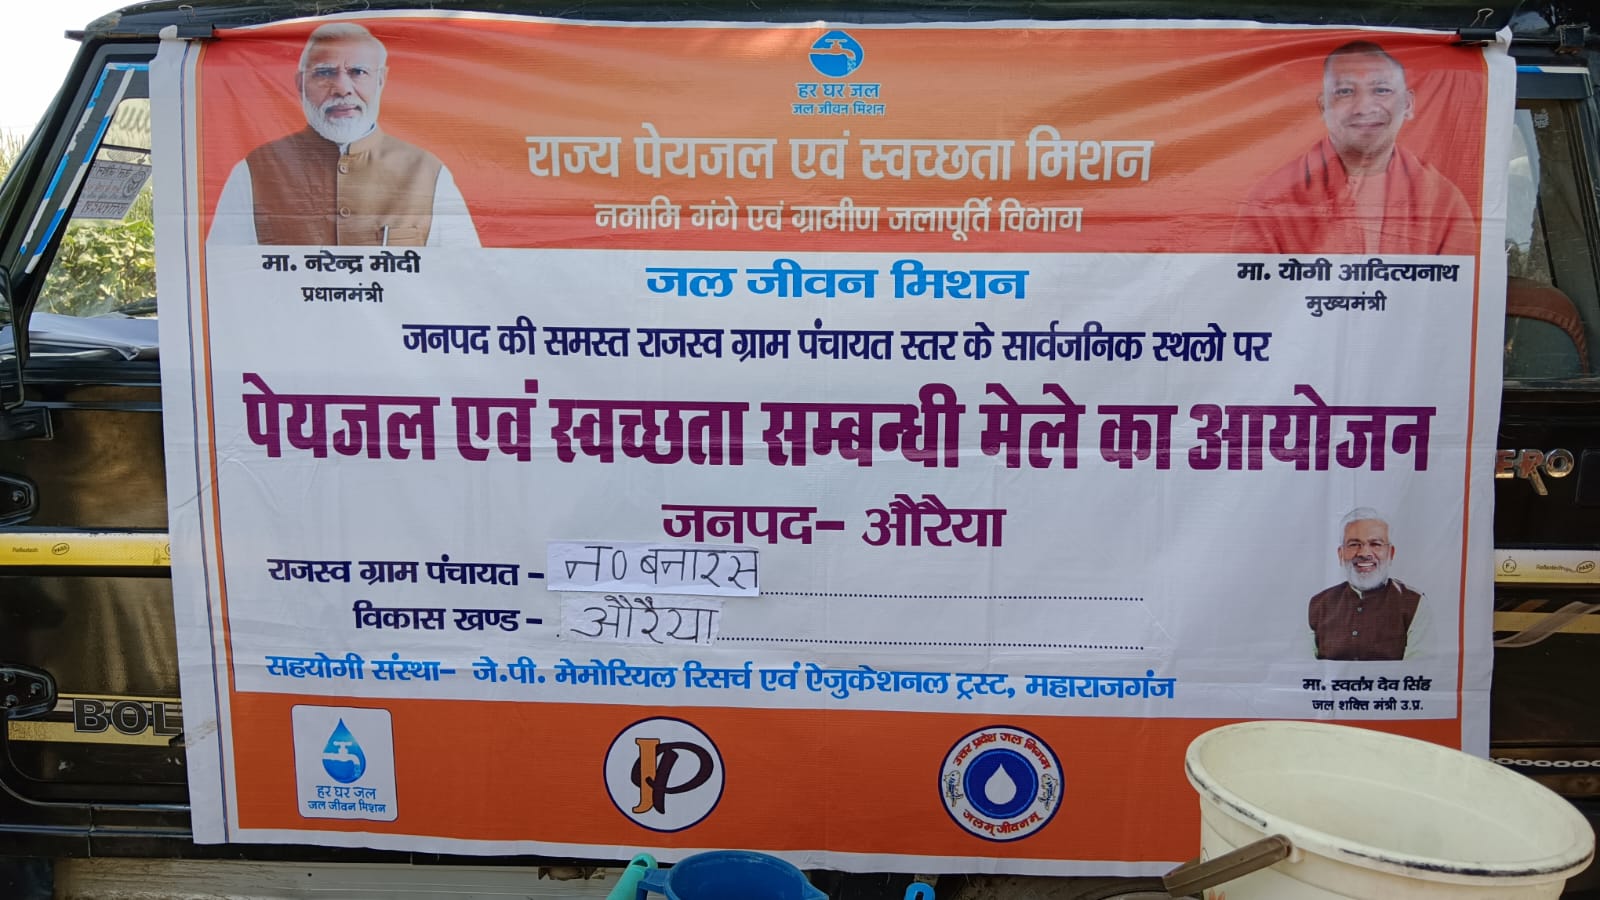 हर घर जल
जल जीवन मिशन
राज्य पेयजल एवं स्वच्छता मिशन
नमामि गंगे एवं ग्रामीण जलापूर्ति विभाग
मा. नरेन्द्र मोदी
प्रधानमंत्री
मा. योगी आदित्यनाथ
मुख्यमंत्री
जल जीवन मिशन
जनपद की समस्त राजस्व ग्राम पंचायत स्तर के सार्वजनिक स्थलो पर
पेयजल एवं स्वच्छता सम्बन्धी मेले का आयोजन
जनपद- औरैया
राजस्व ग्राम पंचायत - न0 बनारस
विकास खण्ड - औरैया
सहयोगी संस्था- जे.पी. मेमोरियल रिसर्च एवं ऐजुकेशनल ट्रस्ट, महाराजगंज
मा. स्वतंत्र देव सिंह
जल शक्ति मंत्री उ.प्र.
हर घर जल
जल जीवन मिशन
JP
उत्तर प्रदेश जल निगम
जलम् जीवनम्
BOL
ERO